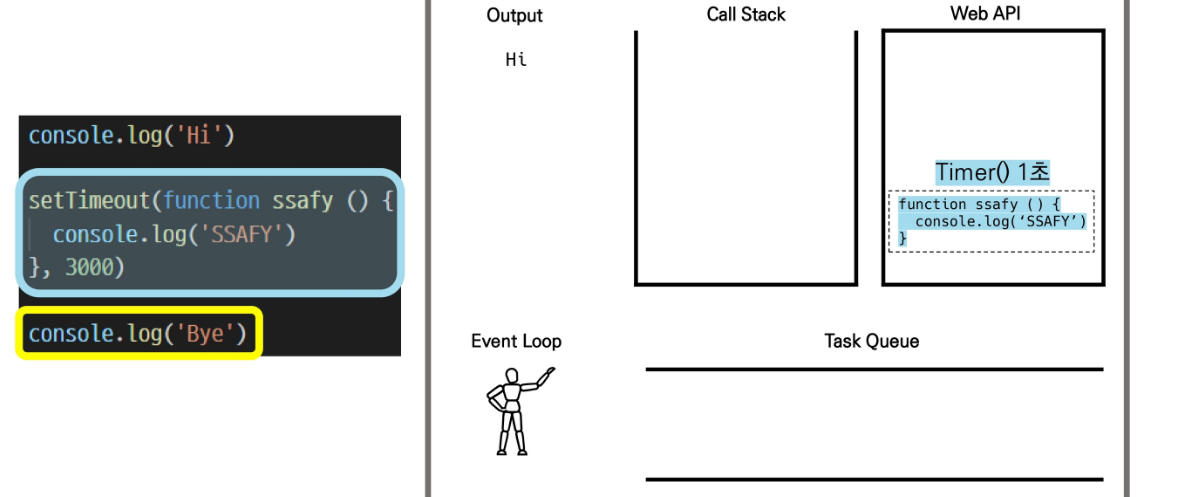 console.log('Hi')
setTimeout(function ssafy () {
console.log('SSAFY')
}, 3000)
console.log('Bye')
Output
Hi
Call Stack
Web API
Timer() 1초
function ssafy () {
console.log(‘SSAFY’)
}
Event Loop
Task Queue